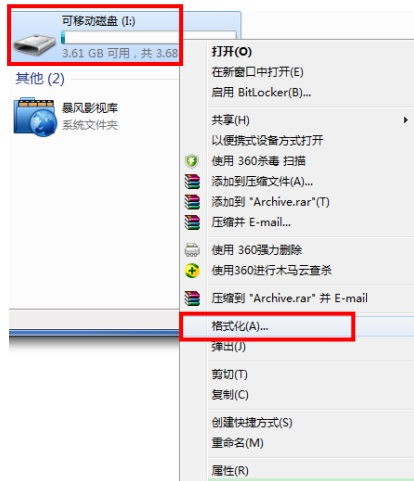 可移动磁盘 (I:)
3.61 GB 可用，共 3.68
其他 (2)
暴风影视库
系统文件夹
打开(O)
在新窗口中打开(E)
启用 BitLocker(B)...
共享(H)
以便携式设备方式打开
使用 360杀毒 扫描
添加到压缩文件(A)...
添加到 "Archive.rar"(T)
压缩并 E-mail...
使用 360强力删除
使用360进行木马云查杀
压缩到 "Archive.rar" 并 E-mail
格式化(A)...
弹出(J)
剪切(T)
复制(C)
创建快捷方式(S)
重命名(M)
属性(R)